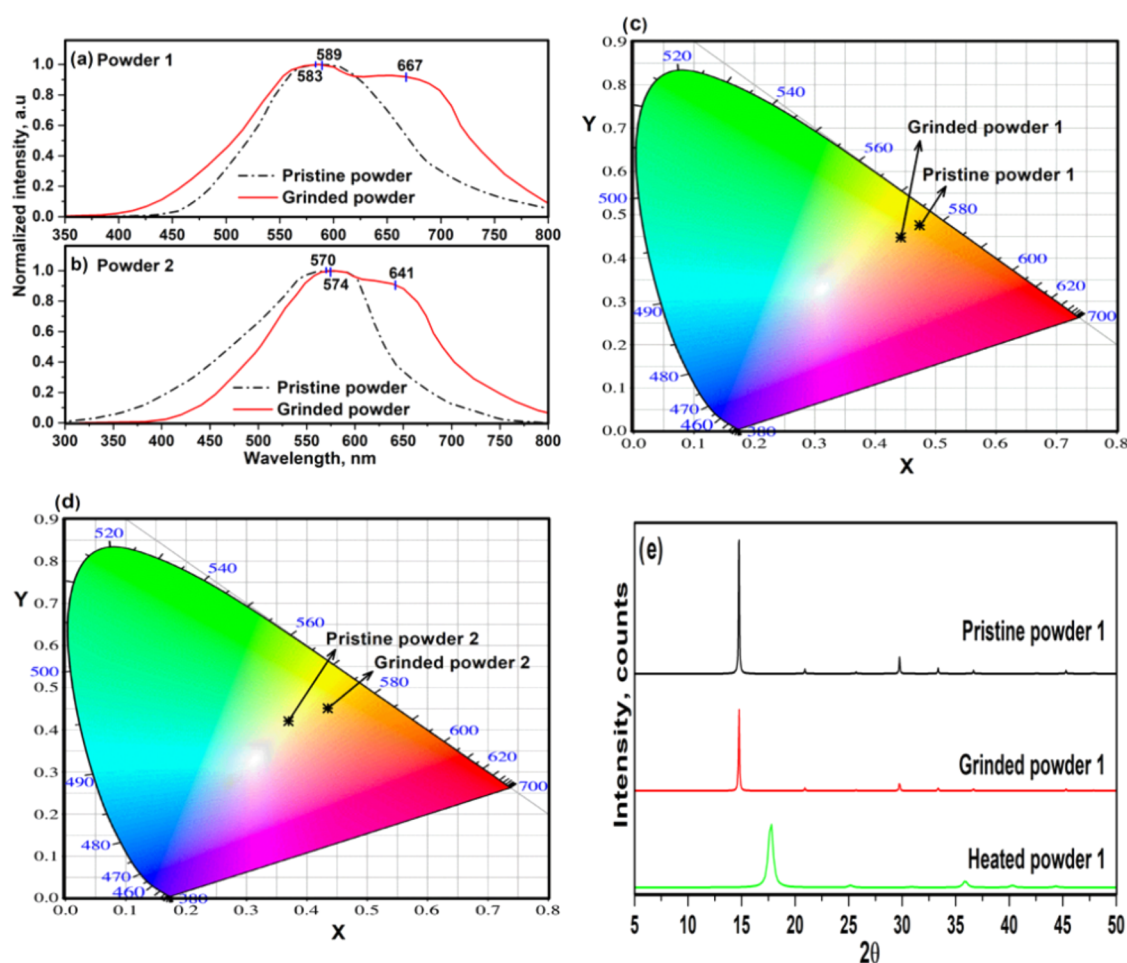 (a) Powder 1
589
583
667
1.0
0.8
0.6
0.4
0.2
0.0
Pristine powder
Grinded powder
350 400 450 500 550 600 650 700 750 800
b) Powder 2
570
574
641
1.0
0.8
0.6
0.4
0.2
0.0
Pristine powder
Grinded powder
300 350 400 450 500 550 600 650 700 750 800
Wavelength, nm
Normalized intensity, a.u
(c)
0.9
0.8
0.7
0.6
0.5
0.4
0.3
0.2
0.1
0.0
Y
520
540
560
580
600
620
700
500
490
480
470
460
380
Grinded powder 1
Pristine powder 1
0.0 0.1 0.2 0.3 0.4 0.5 0.6 0.7 0.8
X
(d)
0.9
0.8
0.7
0.6
0.5
0.4
0.3
0.2
0.1
0.0
Y
520
540
560
580
600
620
700
500
490
480
470
460
380
Pristine powder 2
Grinded powder 2
0.0 0.1 0.2 0.3 0.4 0.5 0.6 0.7 0.8
X
(e)
Pristine powder 1
Grinded powder 1
Heated powder 1
Intensity, counts
5 10 15 20 25 30 35 40 45 50
2θ